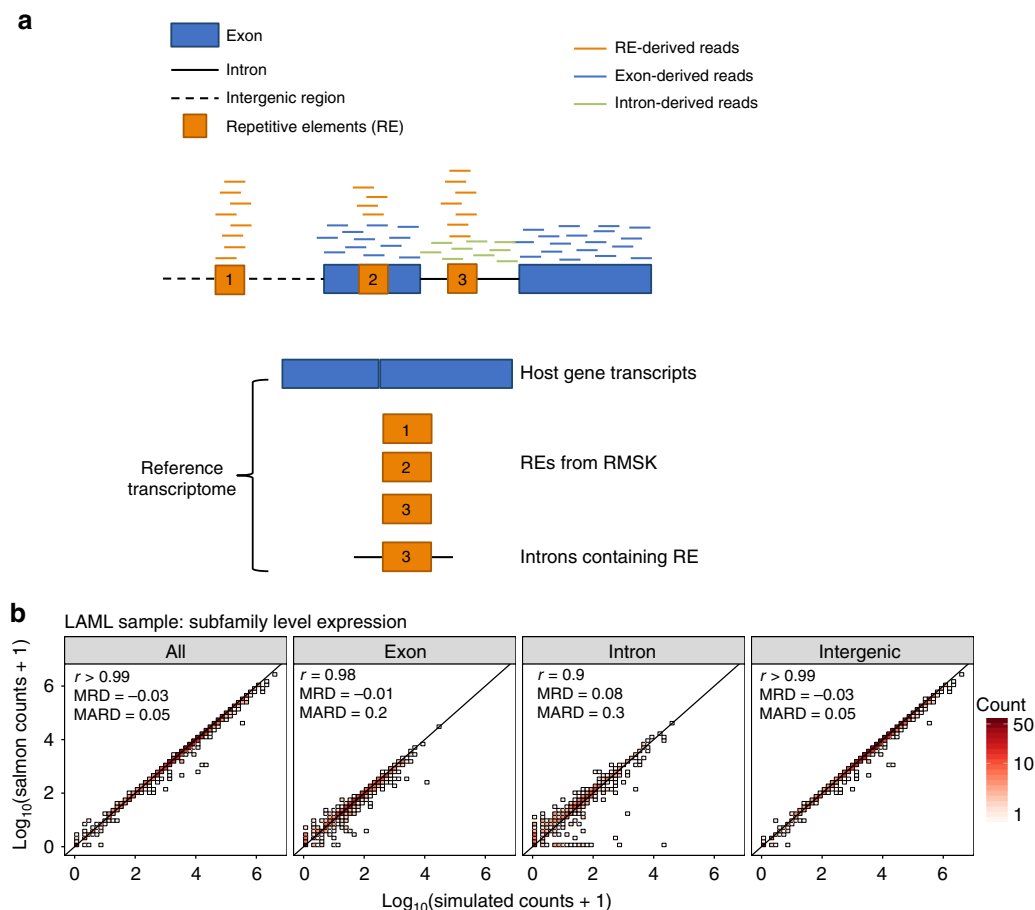 a
Exon
Intron
Intergenic region
Repetitive elements (RE)
RE-derived reads
Exon-derived reads
Intron-derived reads
1
2
3
Host gene transcripts
1
2
3
REs from RMSK
Reference
transcriptome
3
Introns containing RE
b
LAML sample: subfamily level expression
All
Exon
Intron
Intergenic
r > 0.99
MRD = –0.03
MARD = 0.05
r = 0.98
MRD = –0.01
MARD = 0.2
r = 0.9
MRD = 0.08
MARD = 0.3
r > 0.99
MRD = –0.03
MARD = 0.05
Log10(salmon counts + 1)
6
4
2
0
0 2 4 6
0 2 4 6
0 2 4 6
0 2 4 6
Log10(simulated counts + 1)
Count
50
10
1